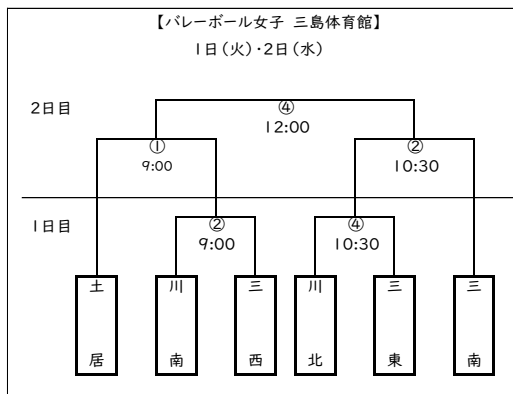 【バレーボール女子 三島体育館】
1日(火)・2日(水)
2日目
④
12:00
①
9:00
②
10:30
1日目
②
9:00
④
10:30
土居
川南
三西
川北
三東
三南